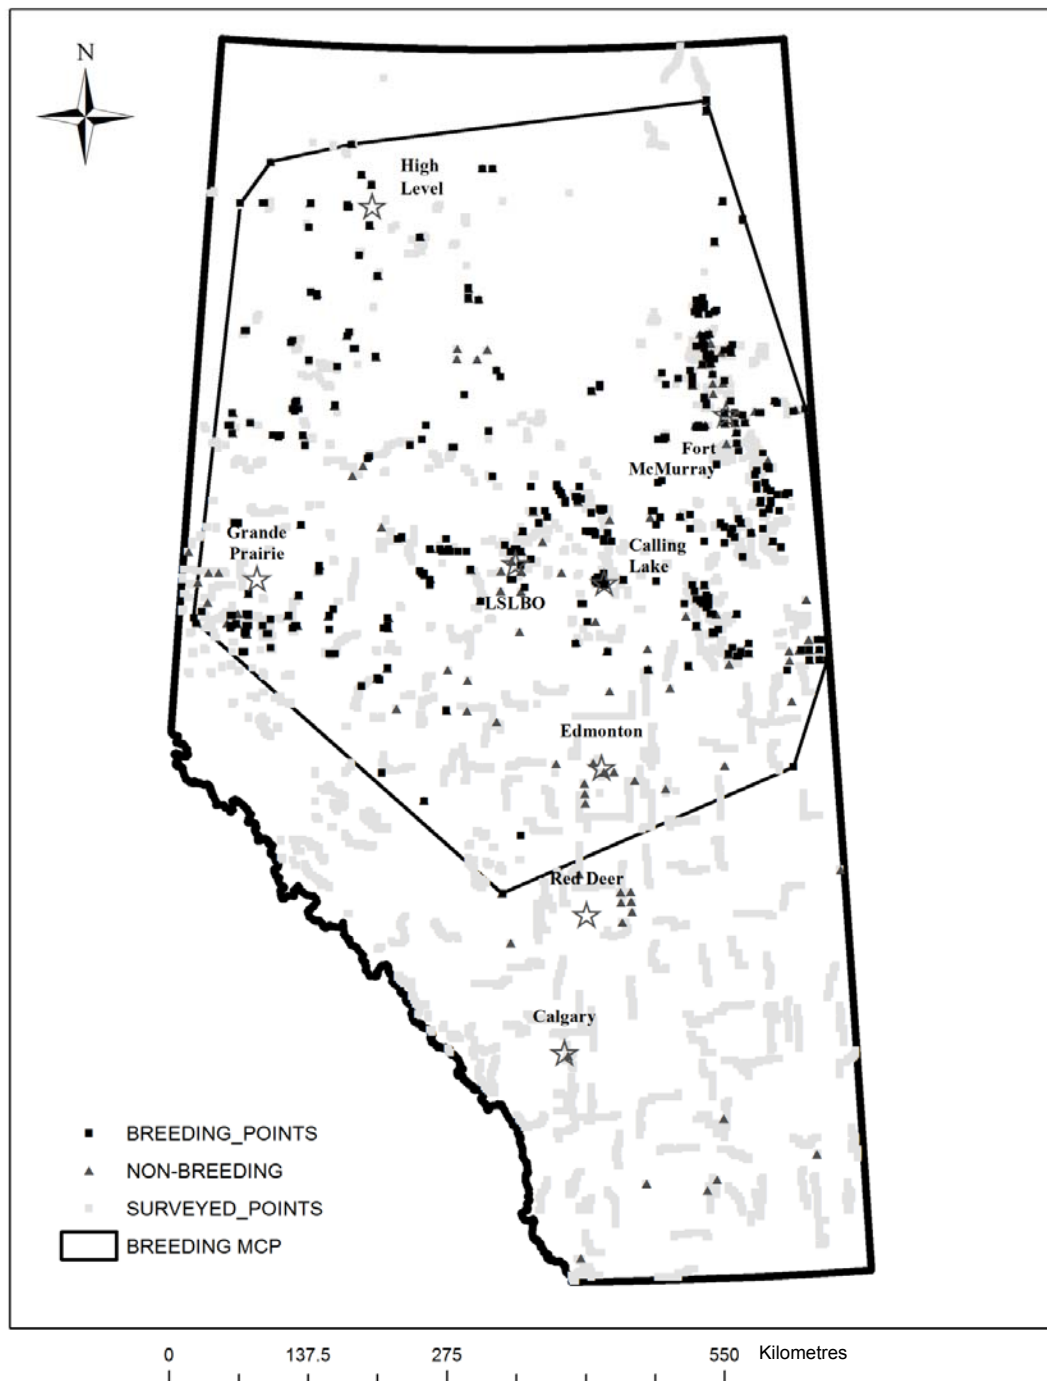 N
High
Level
Fort
McMurray
Grande
Prairie
Calling
Lake
LSLBO
Edmonton
Red Deer
Calgary
BREEDING_POINTS
NON-BREEDING
SURVEYED_POINTS
BREEDING MCP
0 137.5 275 550 Kilometres